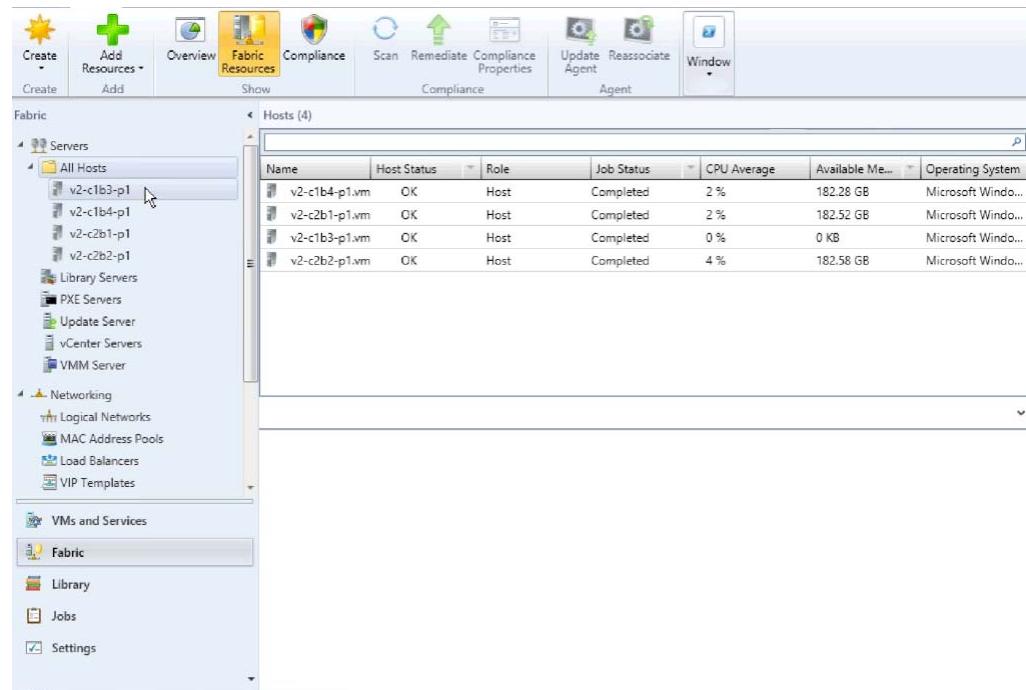 Create
Add Resources
Overview
Fabric Resources
Compliance
Scan
Remediate
Compliance Properties
Update Agent
Reassociate
Window
Create
Add
Show
Compliance
Agent
Fabric
Hosts (4)
Servers
All Hosts
v2-c1b3-p1
v2-c1b4-p1
v2-c2b1-p1
v2-c2b2-p1
Library Servers
PXE Servers
Update Server
vCenter Servers
VMM Server
Networking
Logical Networks
MAC Address Pools
Load Balancers
VIP Templates
VMs and Services
Fabric
Library
Jobs
Settings
Name Host Status Role Job Status CPU Average Available Me... Operating System
v2-c1b4-p1.vm OK Host Completed 2 % 182.28 GB Microsoft Windo...
v2-c2b1-p1.vm OK Host Completed 2 % 182.52 GB Microsoft Windo...
v2-c1b3-p1.vm OK Host Completed 0 % 0 KB Microsoft Windo...
v2-c2b2-p1.vm OK Host Completed 4 % 182.58 GB Microsoft Windo...